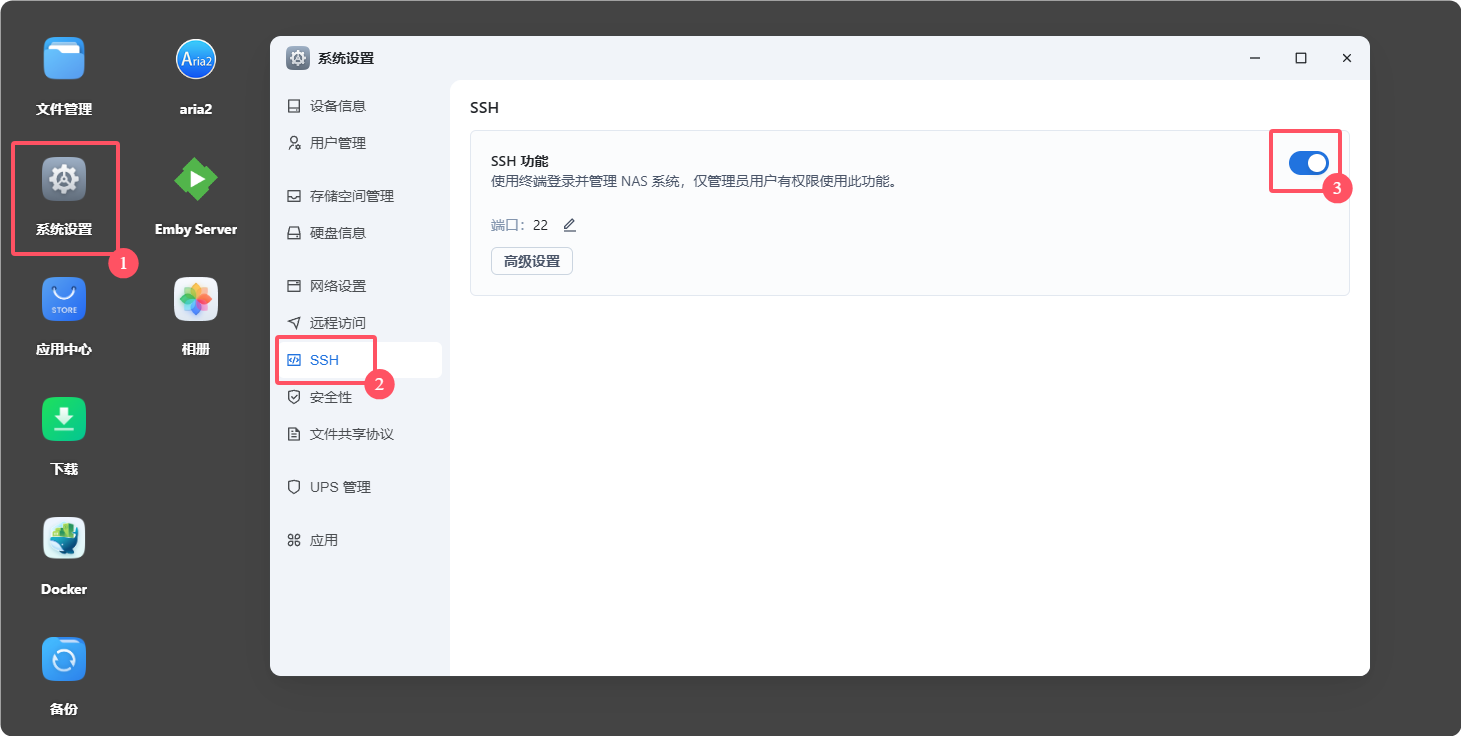 文件管理
Aria2
aria2
系统设置
1
Emby Server
STORE
应用中心
相册
下载
Docker
备份
系统设置
设备信息
用户管理
存储空间管理
硬盘信息
网络设置
远程访问
SSH
2
安全性
文件共享协议
UPS 管理
应用
SSH
SSH 功能
使用终端登录并管理 NAS 系统，仅管理员用户有权限使用此功能。
3
端口： 22
高级设置